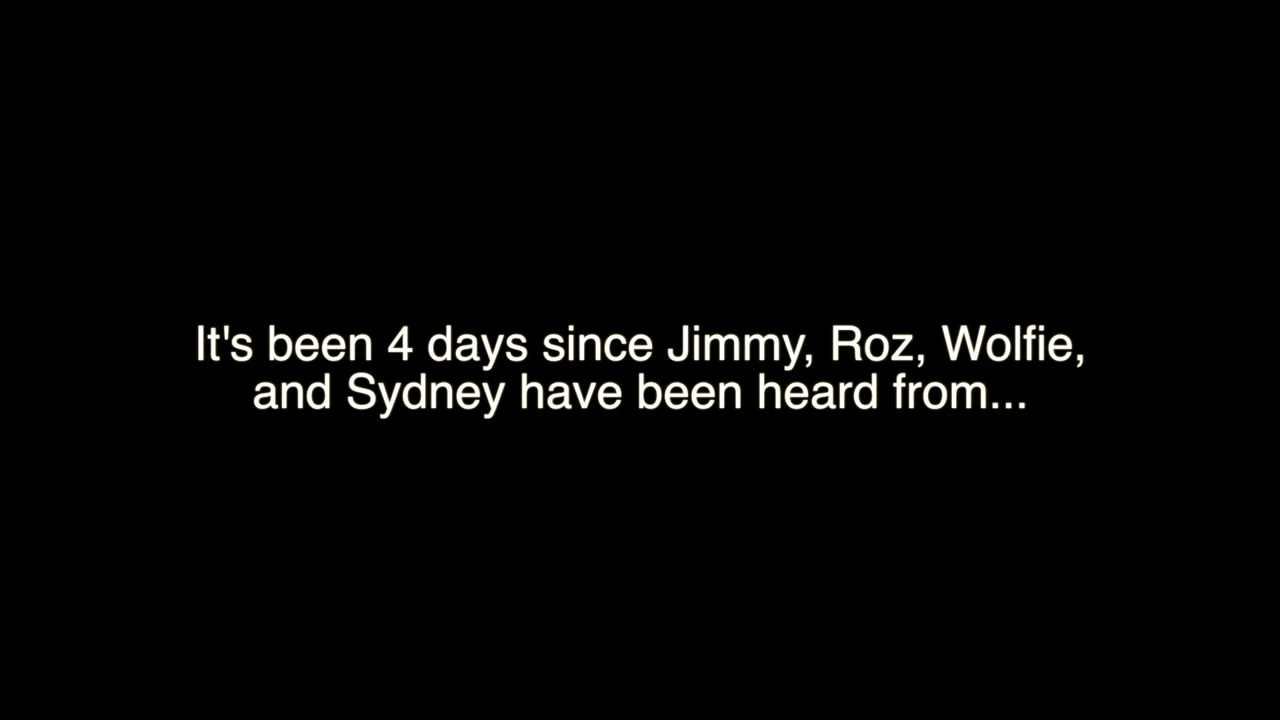 It's been 4 days since Jimmy, Roz, Wolfie,
and Sydney have been heard from...